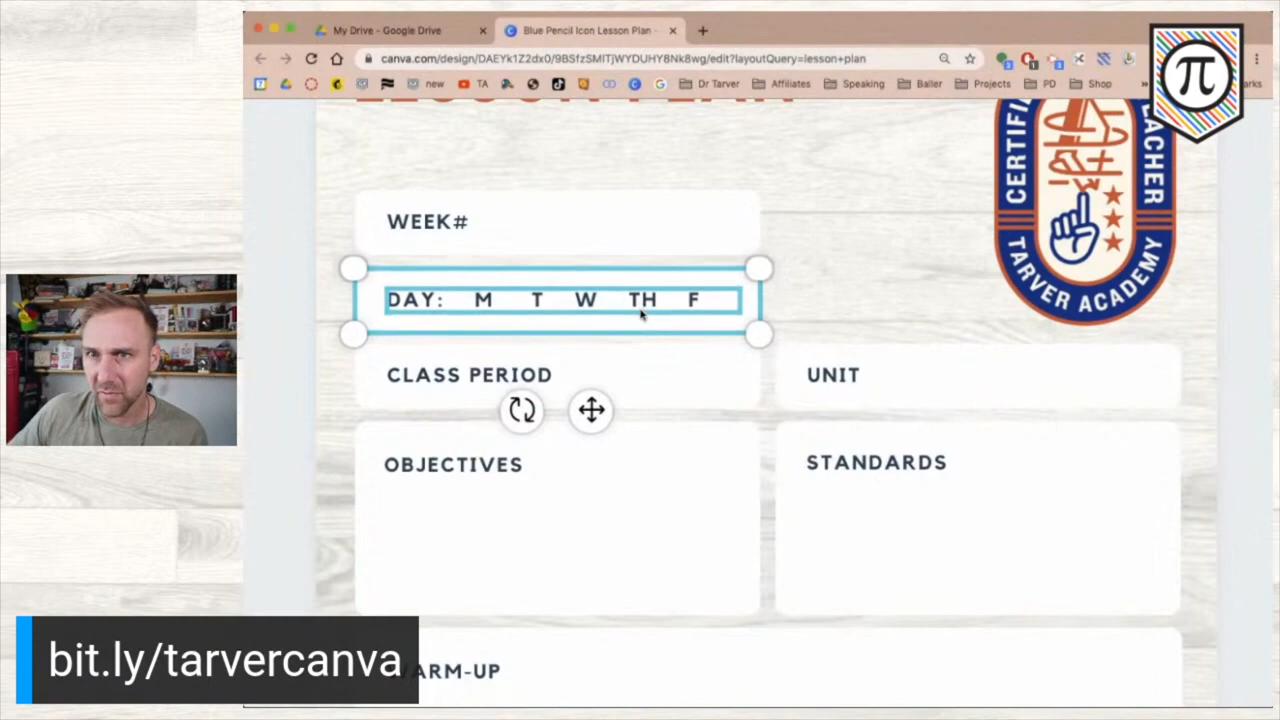 My Drive - Google Drive
Blue Pencil Icon Lesson Plan -
canva.com/design/DAEYk1Z2dx0/9BSfzSMITjWYDUHY8Nk8wg/edit?layoutQuery=lesson+plan
new
TA
Dr Tarver
Affiliates
Speaking
Baller
Projects
PD
Shop
LESSON PLAN
WEEK#
DAY: M T W TH F
CLASS PERIOD
UNIT
OBJECTIVES
STANDARDS
TARVER ACADEMY
bit.ly/tarvercanva
ARM-UP
π